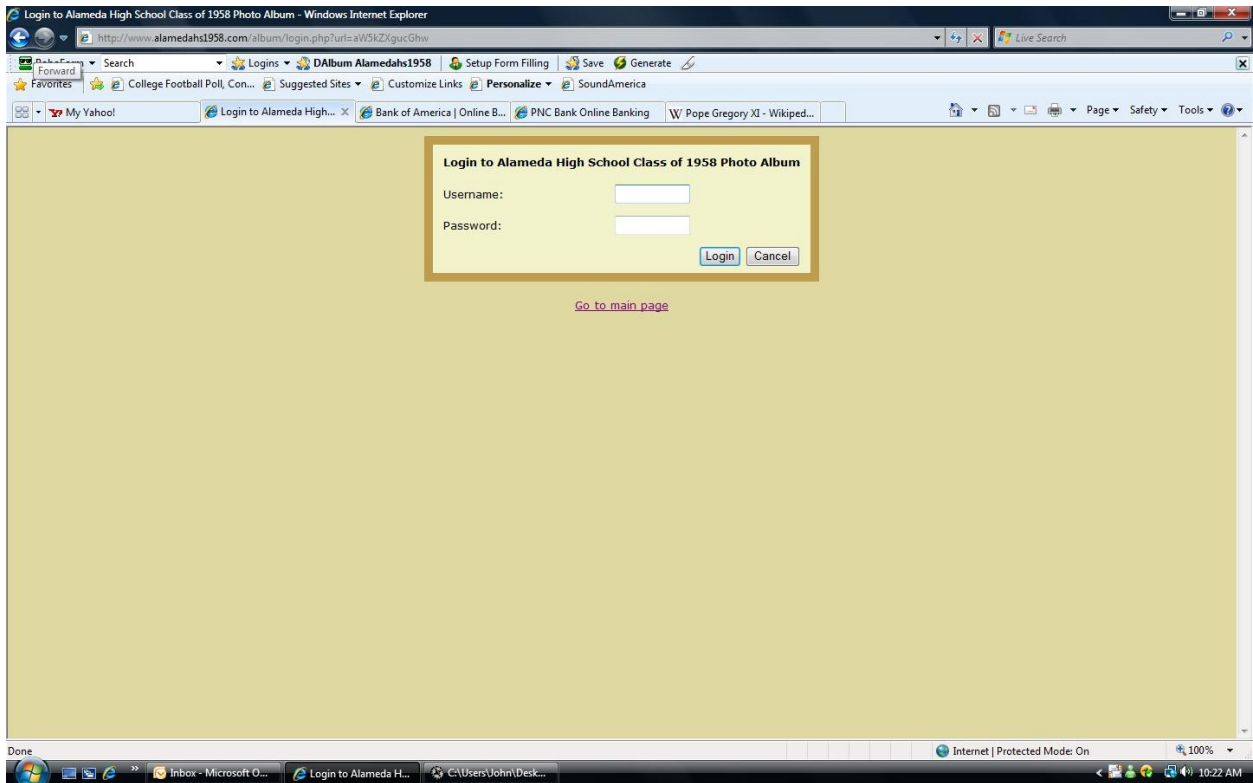 Login to Alameda High School Class of 1958 Photo Album - Windows Internet Explorer
http://www.alamedahs1958.com/album/login.php?url=aW5kZXgucGhw Live Search
Search Logins DAlbum Alamedahs1958 Setup Form Filling Save Generate
Forward
Favorites College Football Poll, Con... Suggested Sites Customize Links Personalize SoundAmerica
My Yahoo! Login to Alameda High... X Bank of America | Online B... PNC Bank Online Banking W Pope Gregory XI - Wikiped... Page Safety Tools
Login to Alameda High School Class of 1958 Photo Album
Username:
Password:
Login Cancel
Go to main page
Done Internet | Protected Mode: On 100%
Inbox - Microsoft O... Login to Alameda H... C:\Users\John\Desk... 10:22 AM